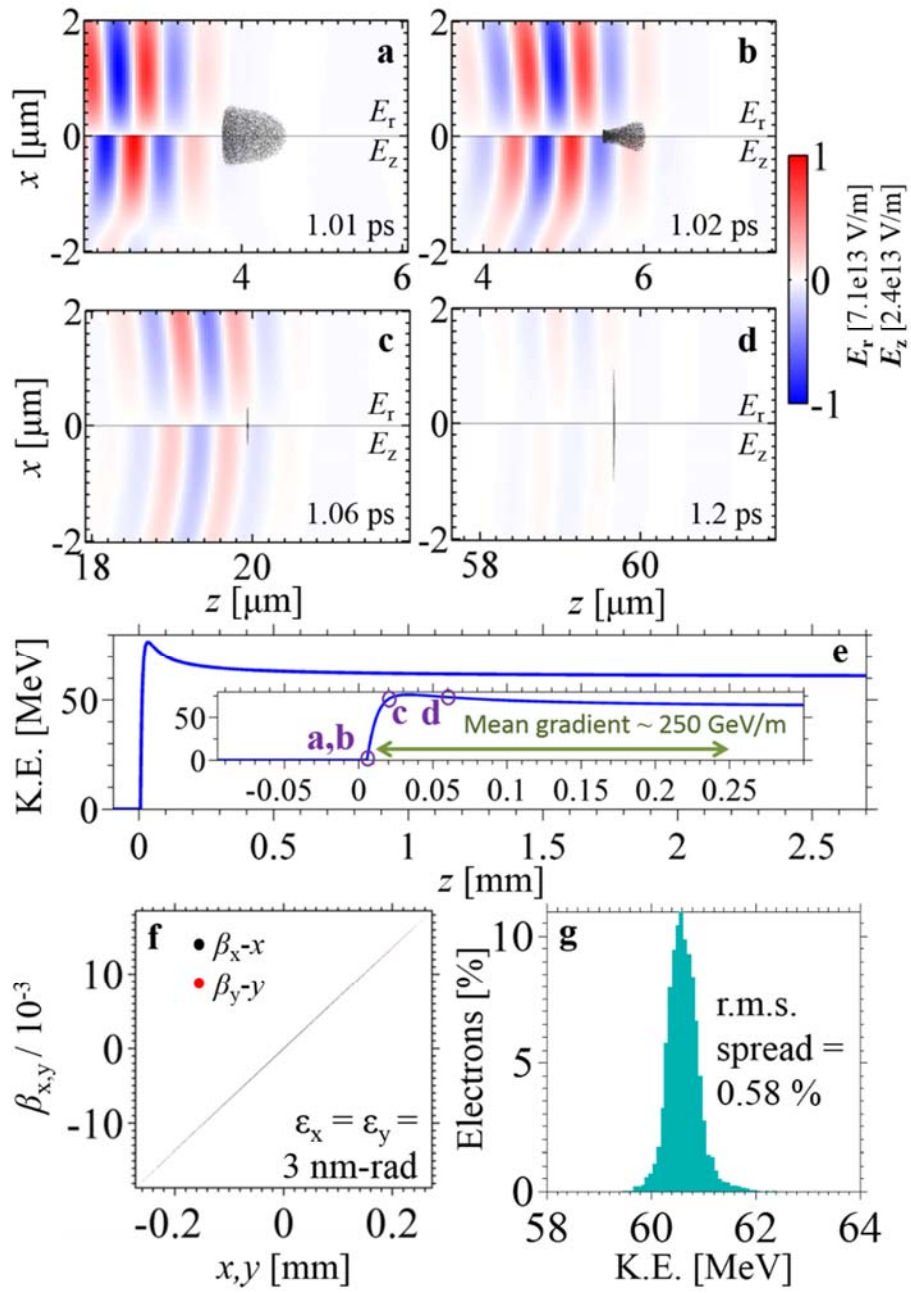 2
a
x [μm]
0
E_r
E_z
1.01 ps
-2
4
6
b
E_r
E_z
1.02 ps
4
6
1
0
-1
E_r [7.1e13 V/m]
E_z [2.4e13 V/m]
2
c
x [μm]
0
E_r
E_z
1.06 ps
-2
18
20
z [μm]
2
d
0
E_r
E_z
1.2 ps
-2
58
60
z [μm]
e
K.E. [MeV]
50
0
50
0
a,b
c
d
Mean gradient ~ 250 GeV/m
-0.05 0 0.05 0.1 0.15 0.2 0.25
0 0.5 1 1.5 2 2.5
z [mm]
f
β_x-x
β_y-y
β_x,y / 10⁻³
10
0
-10
ε_x = ε_y =
3 nm-rad
-0.2 0 0.2
x,y [mm]
g
Electrons [%]
10
5
0
r.m.s.
spread =
0.58 %
58 60 62 64
K.E. [MeV]